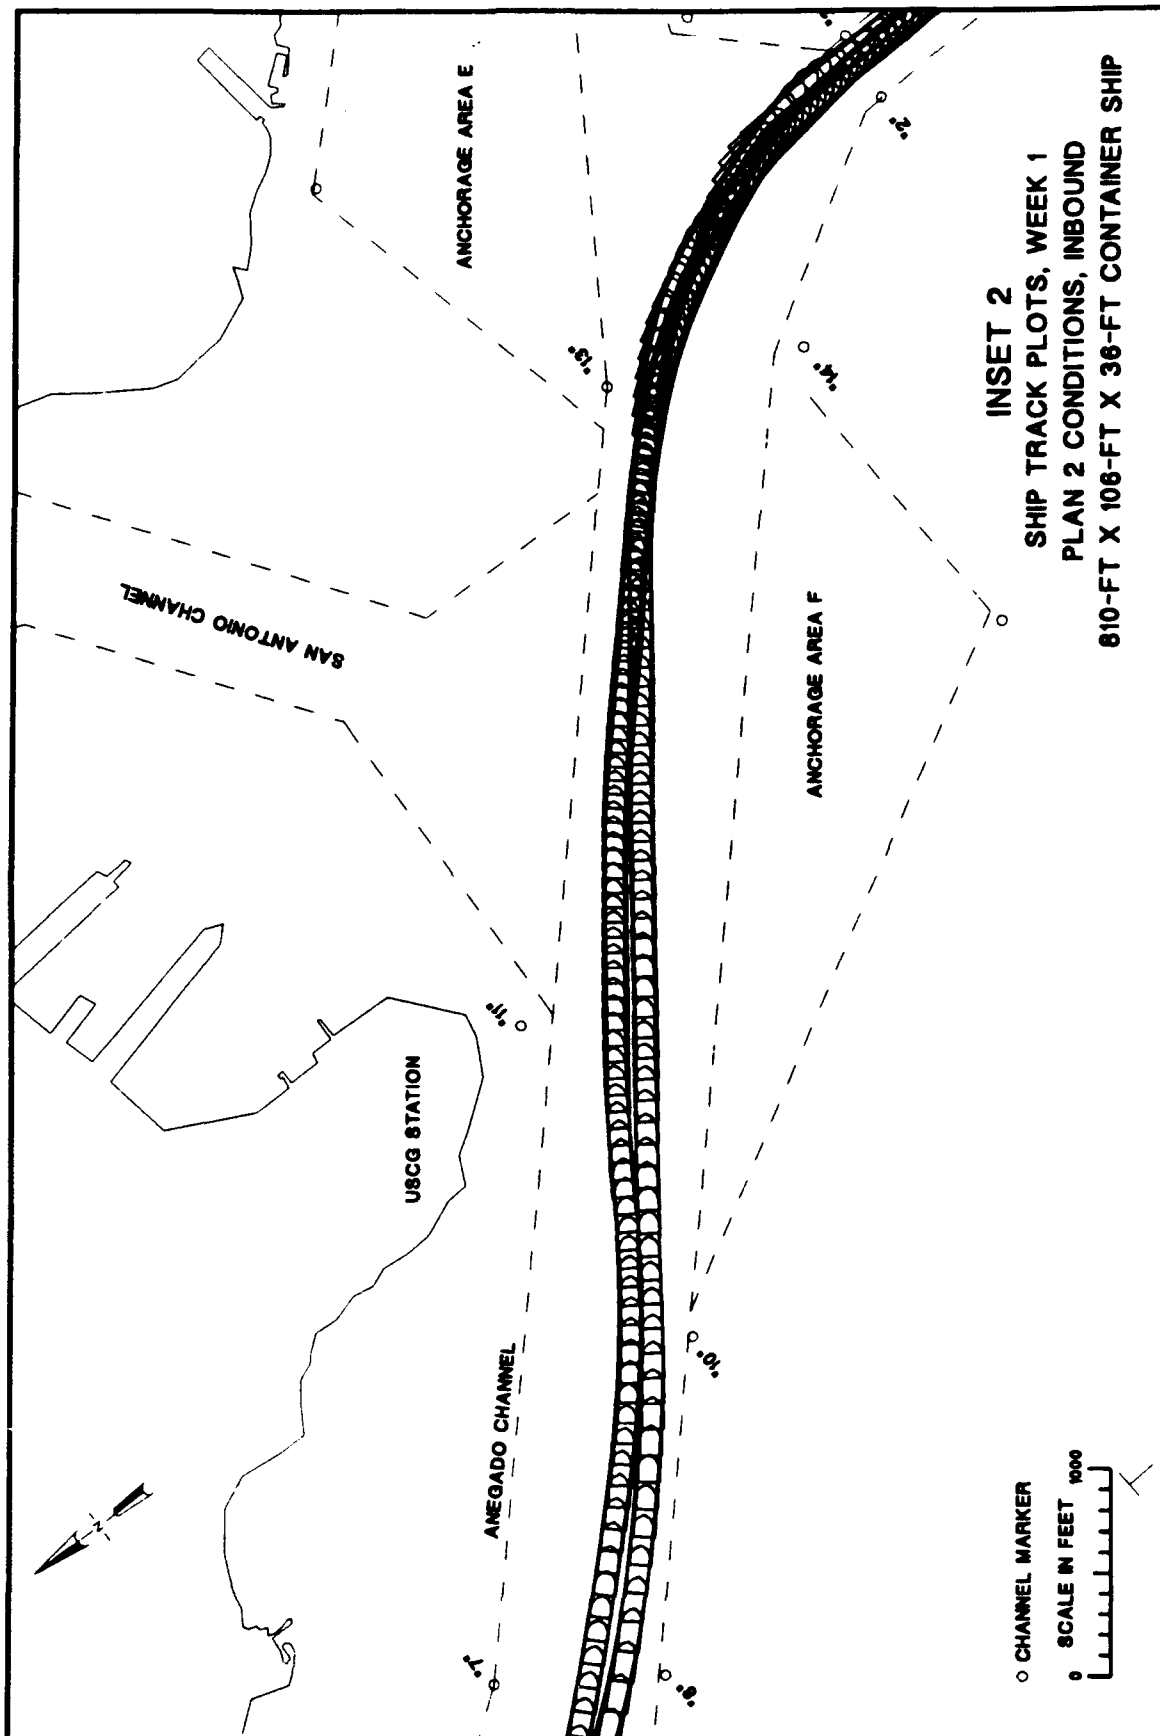 ANCHORAGE AREA E
"2"
"13"
"14"
SAN ANTONIO CHANNEL
ANCHORAGE AREA F
"11"
USCG STATION
"10"
ANEGADO CHANNEL
"7"
"8"
N
INSET 2
SHIP TRACK PLOTS, WEEK 1
PLAN 2 CONDITIONS, INBOUND
810-FT X 106-FT X 36-FT CONTAINER SHIP
CHANNEL MARKER
SCALE IN FEET
0 1000